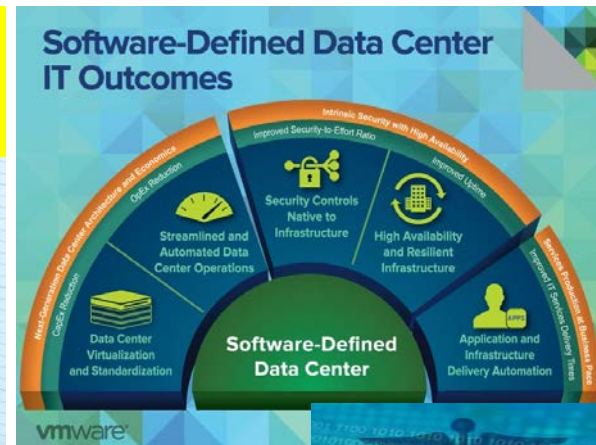 Software-Defined Data Center
IT Outcomes
Next-Generation Data Center Architecture and Economics
CapEx Reduction
OpEx Reduction
Intrinsic Security with High Availability
Improved Security-to-Effort Ratio
Improved Uptime
Services Production at Business Pace
Improved IT Services Delivery Times
Data Center
Virtualization
and Standardization
Streamlined and
Automated Data
Center Operations
Security Controls
Native to
Infrastructure
High Availability
and Resilient
Infrastructure
APPS
Application and
Infrastructure
Delivery Automation
Software-Defined
Data Center
vmware